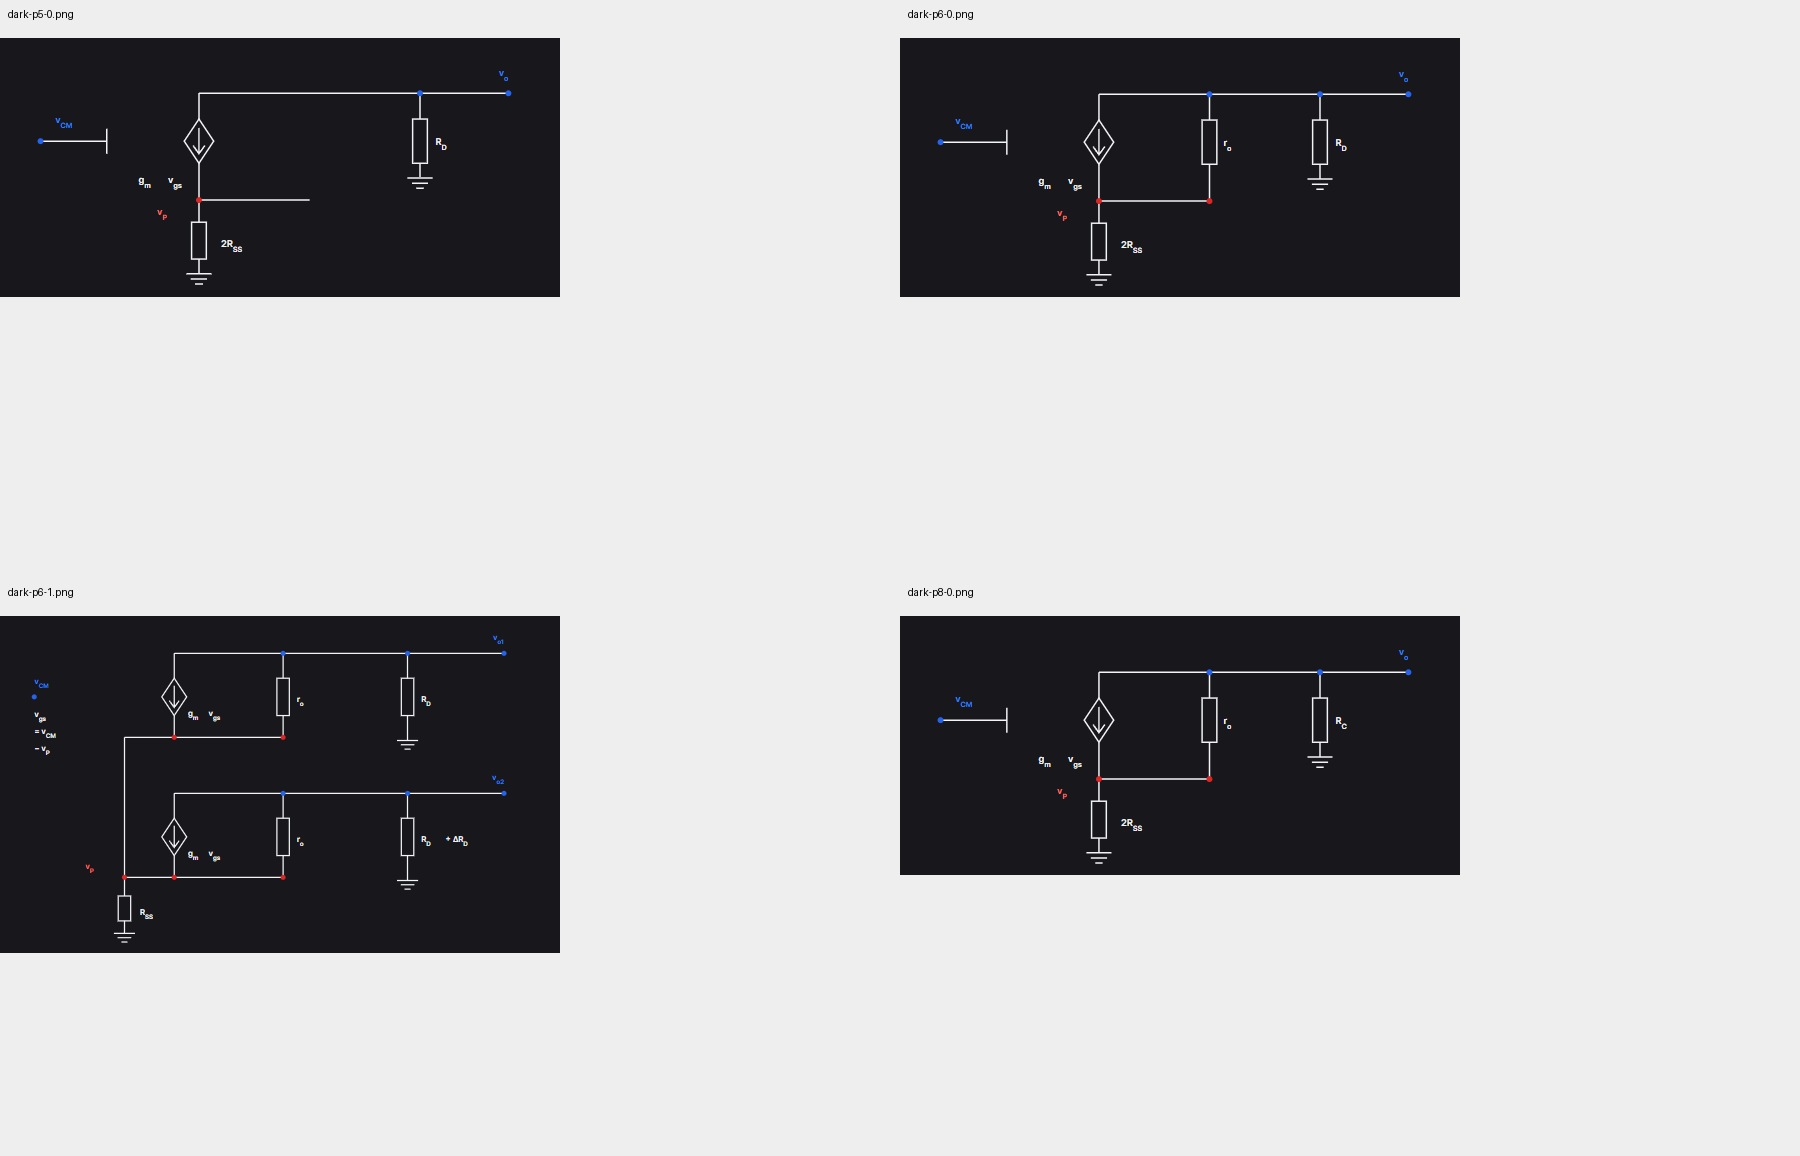 dark-p5-0.png
vo
vCM
RD
gm vgs
vP
2RSS
dark-p6-0.png
vo
vCM
ro
RD
gm vgs
vP
2RSS
dark-p6-1.png
vo1
vCM
vgs
= vCM
− vP
ro
RD
gm vgs
vo2
ro
RD + ΔRD
gm vgs
vP
RSS
dark-p8-0.png
vo
vCM
ro
RC
gm vgs
vP
2RSS